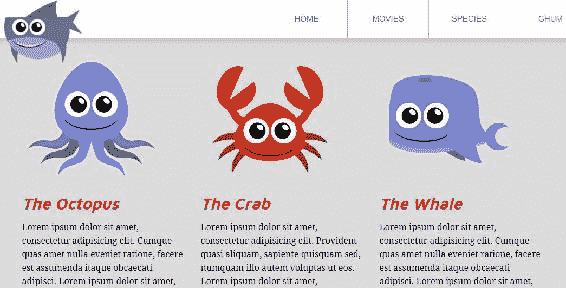 HOME MOVIES SPECIES GHUM
The Octopus
Lorem ipsum dolor sit amet,
consectetur adipisicing elit. Cumque
quas amet nulla eveniet ratione, facere
est assumenda itaque obcaecati
adipisci. Lorem ipsum dolor sit amet,
The Crab
Lorem ipsum dolor sit amet,
consectetur adipisicing elit. Provident
quasi aliquam, sapiente quisquam sed,
numquam illo autem voluptas ut eos.
Lorem ipsum dolor sit amet,
The Whale
Lorem ipsum dolor sit amet,
consectetur adipisicing elit. Cumque
quas amet nulla eveniet ratione, facere
est assumenda itaque obcaecati
adipisci. Lorem ipsum dolor sit amet,